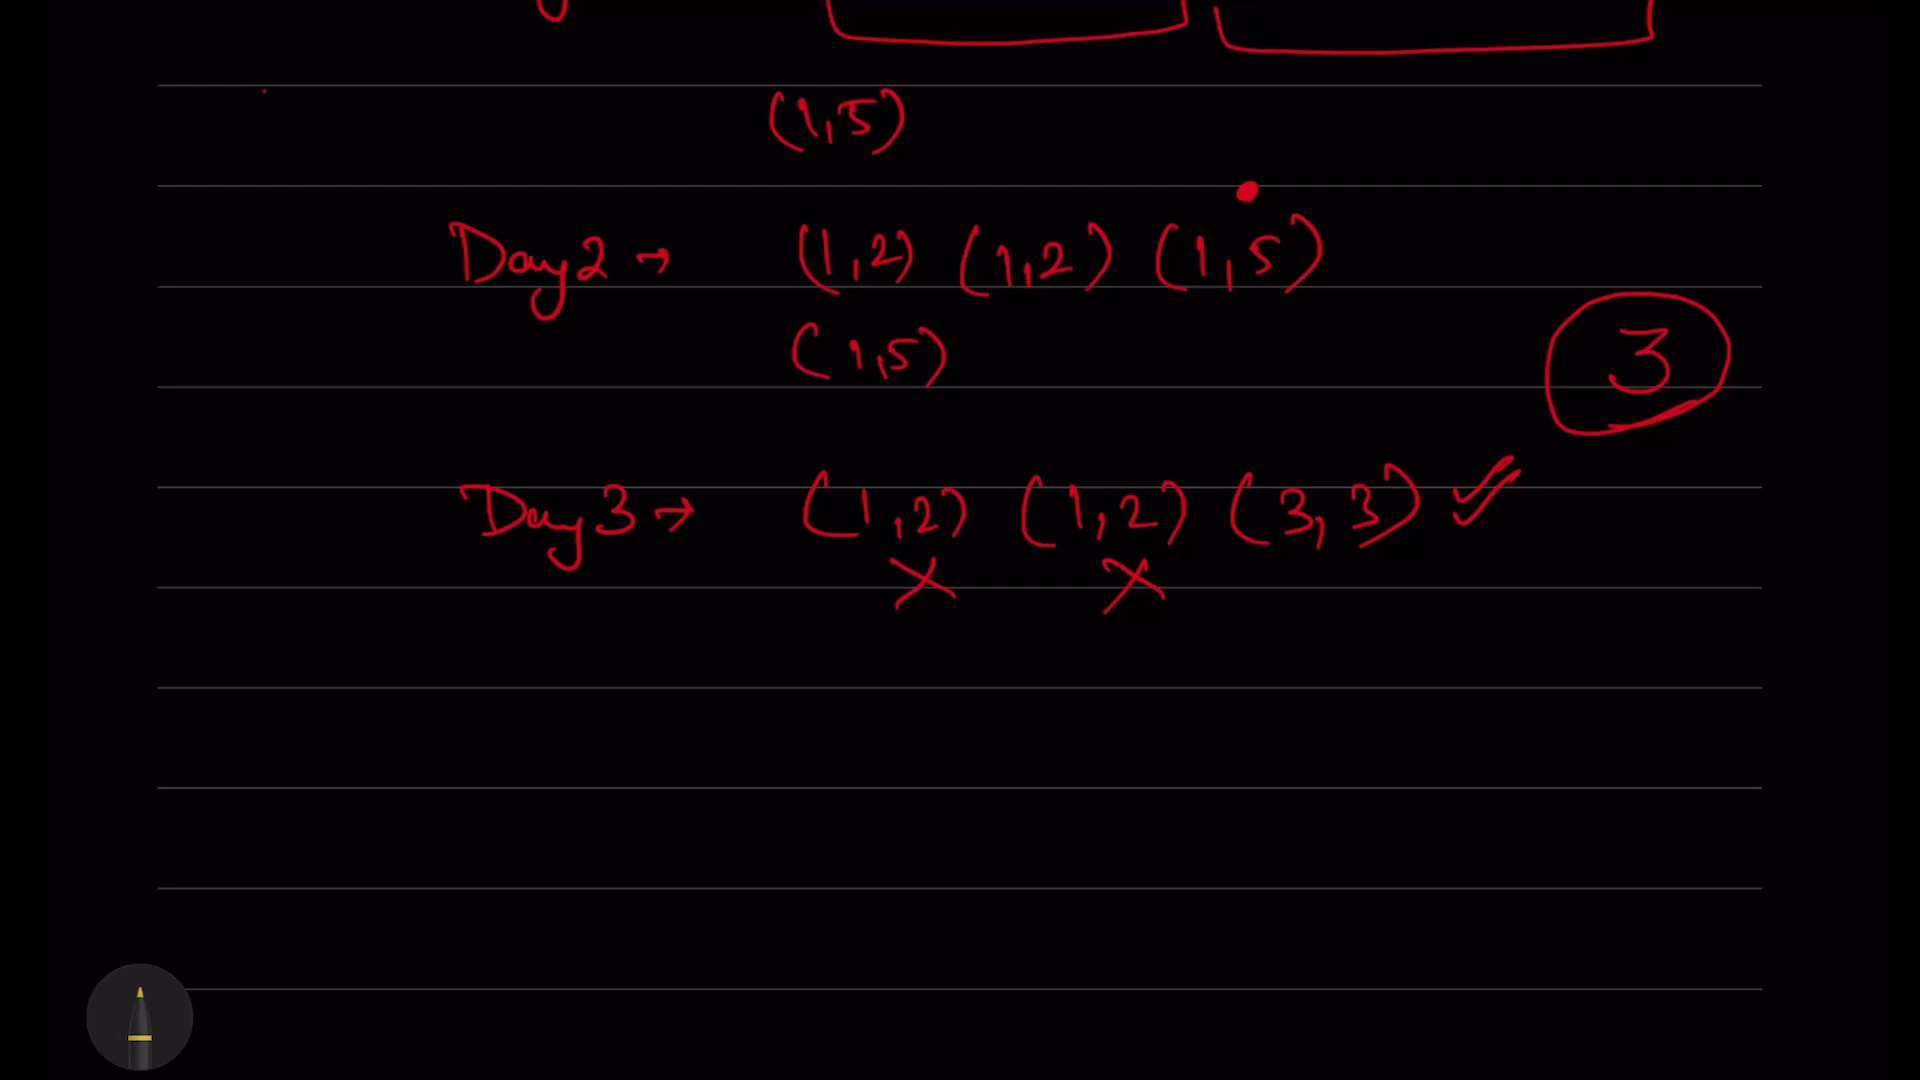 (1,5)
Day2 → (1,2) (1,2) (1,5)
(1,5)
3
Day3 → (1,2) (1,2) (3,3) ✓
X X